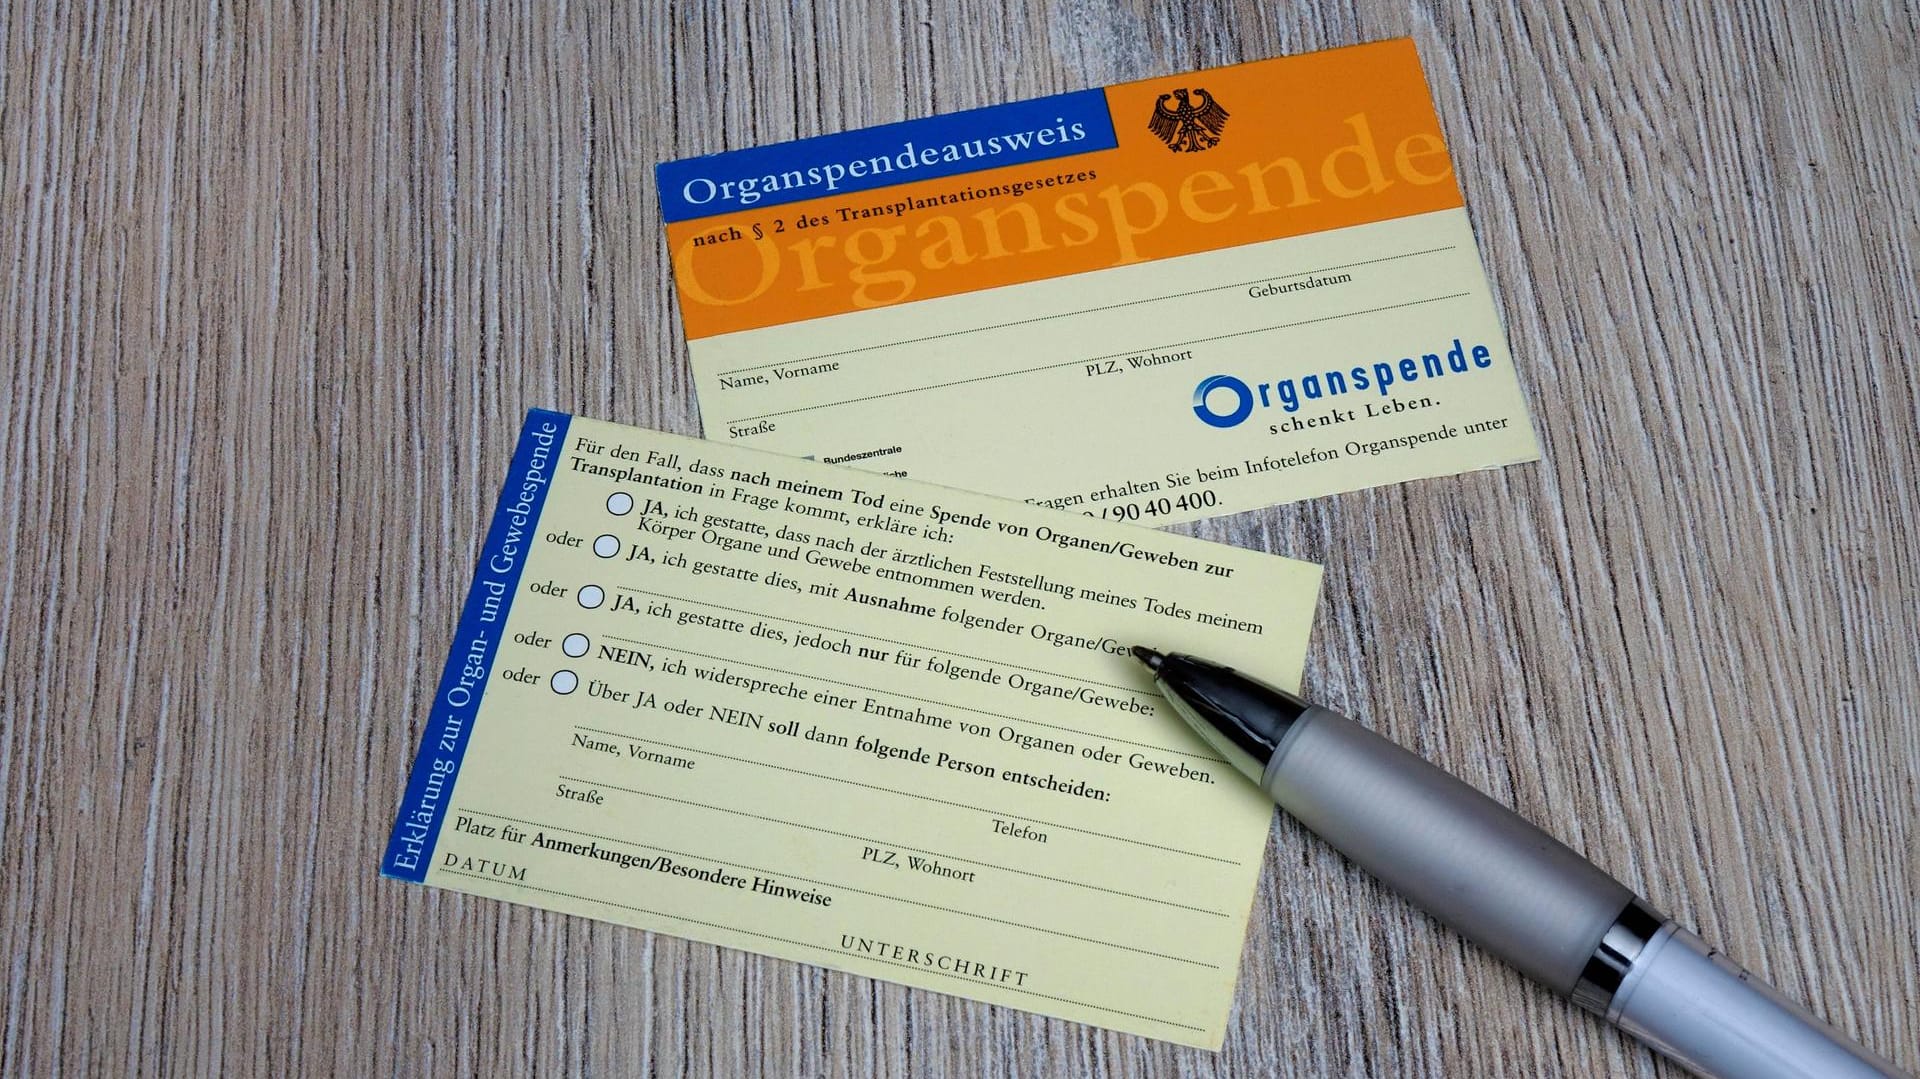 Organspendeausweis
nach § 2 des Transplantationsgesetzes
Organspende
Geburtsdatum
Name, Vorname
PLZ, Wohnort
Straße
Organspende
schenkt Leben.
Bundeszentrale
Fragen erhalten Sie beim Infotelefon Organspende unter
/ 90 40 400.
Erklärung zur Organ- und Gewebespende
Für den Fall, dass nach meinem Tod eine Spende von Organen/Geweben zur
Transplantation in Frage kommt, erkläre ich:
JA, ich gestatte, dass nach der ärztlichen Feststellung meines Todes meinem
Körper Organe und Gewebe entnommen werden.
oder JA, ich gestatte dies, mit Ausnahme folgender
oder JA, ich gestatte dies, jedoch nur für folgende Organe/Gewebe:
oder NEIN, ich widerspreche einer Entnahme von Organen oder Geweben.
oder Über JA oder NEIN soll dann folgende Person entscheiden:
Name, Vorname
Telefon
Straße
PLZ, Wohnort
Platz für Anmerkungen/Besondere Hinweise
DATUM
UNTERSCHRIFT